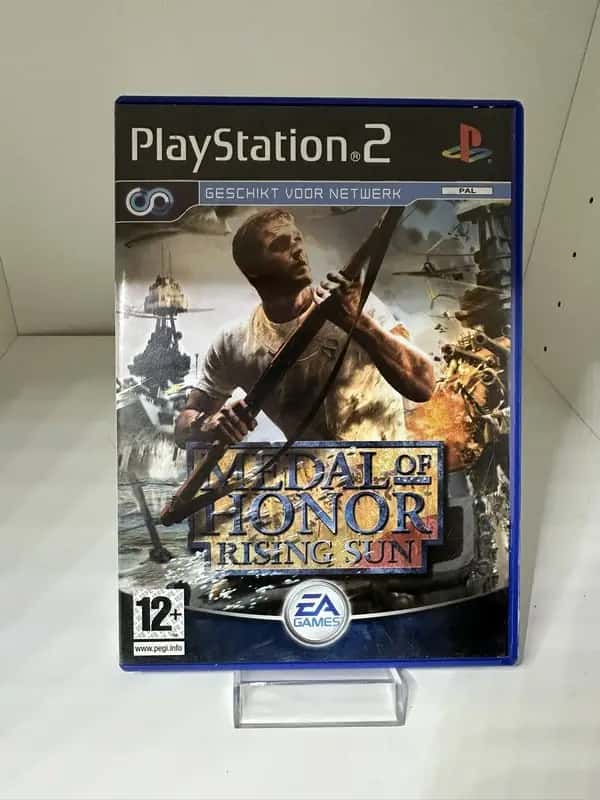 PlayStation®2
GESCHIKT VOOR NETWERK
PAL
MEDAL OF
HONOR
RISING SUN
12+
www.pegi.info
EA
GAMES